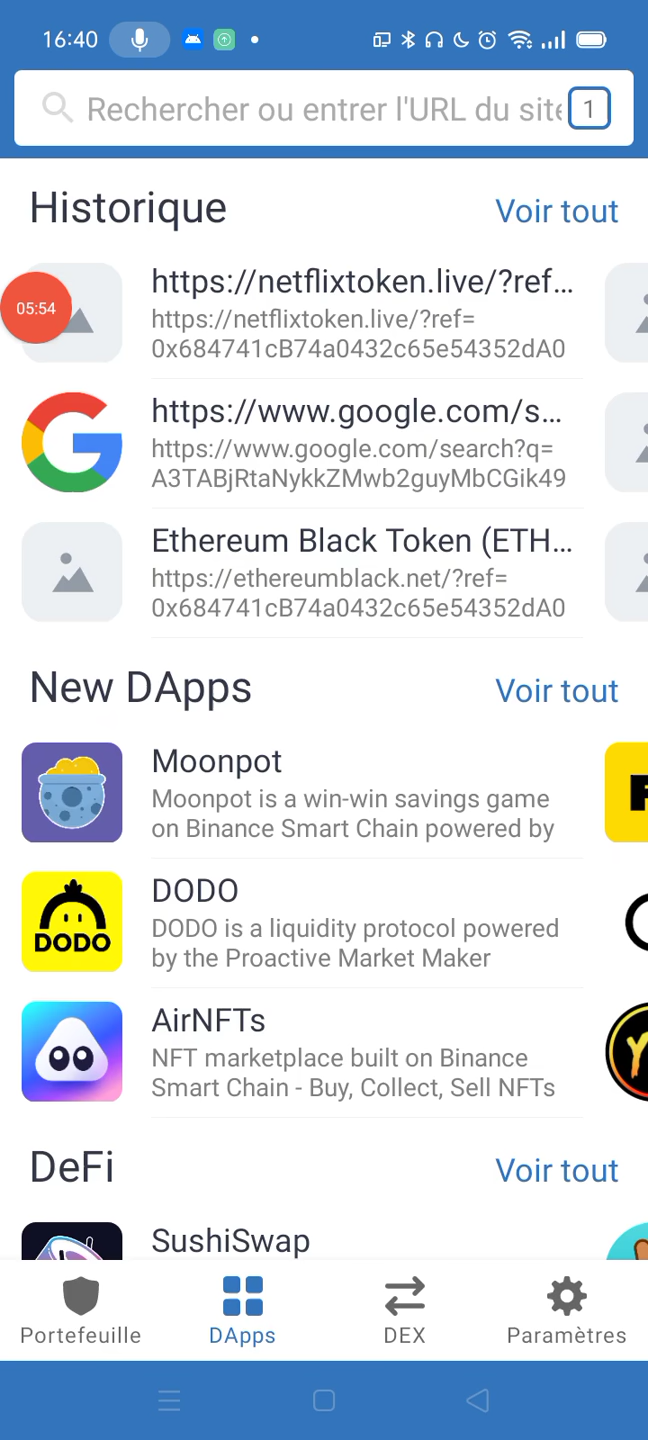 16:40
Rechercher ou entrer l'URL du site
1
Historique
Voir tout
05:54
https://netflixtoken.live/?ref...
https://netflixtoken.live/?ref=
0x684741cB74a0432c65e54352dA0
https://www.google.com/s...
https://www.google.com/search?q=
A3TABjRtaNykkZMwb2guyMbCGik49
Ethereum Black Token (ETH...
https://ethereumblack.net/?ref=
0x684741cB74a0432c65e54352dA0
New DApps
Voir tout
Moonpot
Moonpot is a win-win savings game
on Binance Smart Chain powered by
DODO
DODO
DODO is a liquidity protocol powered
by the Proactive Market Maker
AirNFTs
NFT marketplace built on Binance
Smart Chain - Buy, Collect, Sell NFTs
DeFi
Voir tout
SushiSwap
Portefeuille
DApps
DEX
Paramètres